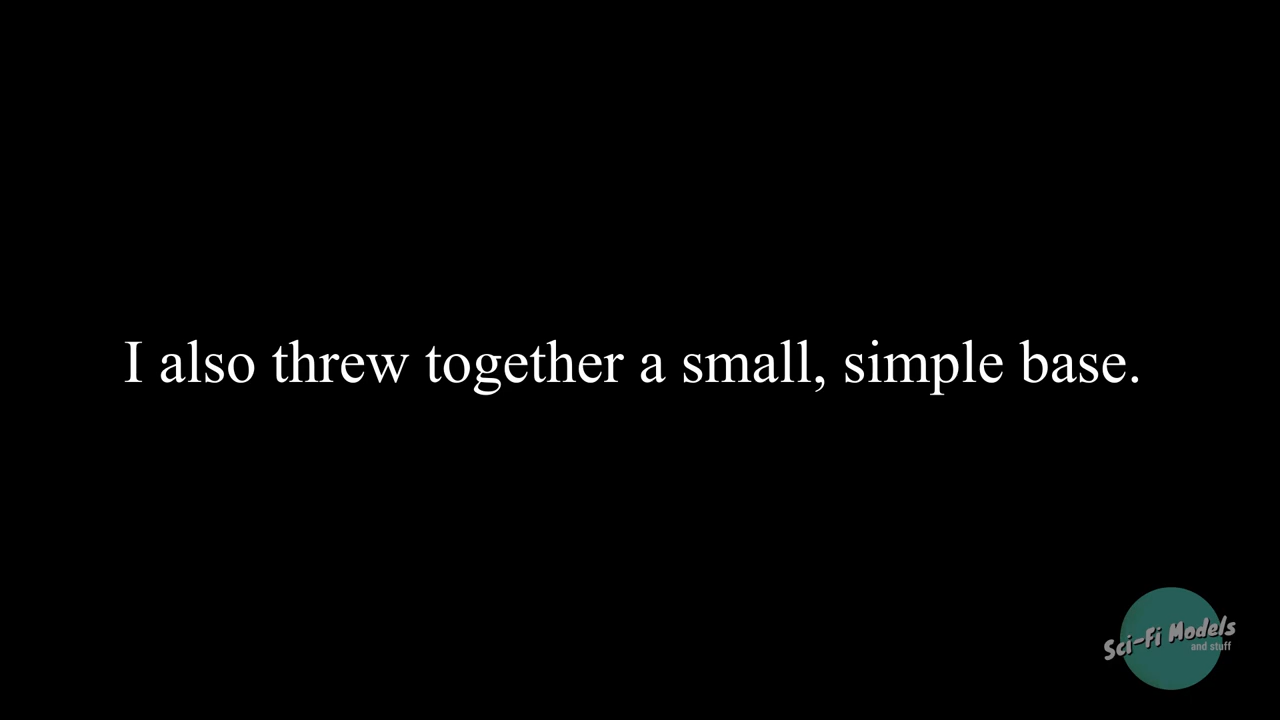 I also threw together a small, simple base.
Sci-Fi Models
and stuff